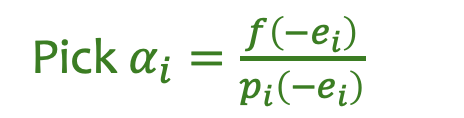 Pick αᵢ = f(−eᵢ) / pᵢ(−eᵢ)